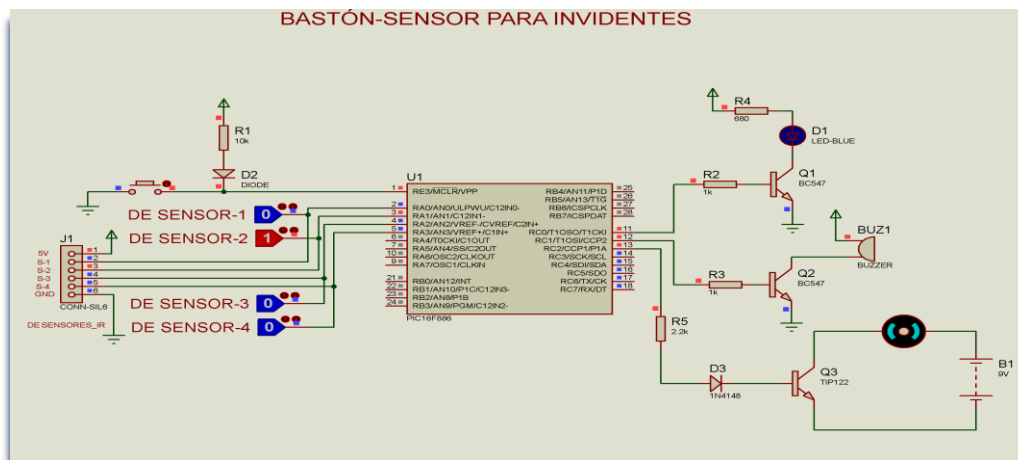 BASTÓN-SENSOR PARA INVIDENTES
R1
10k
D2
DIODE
DE SENSOR-1 0
DE SENSOR-2 1
DE SENSOR-3 0
DE SENSOR-4 0
J1
5V 1
S-1 2
S-2 3
S-3 4
S-4 5
GND 6
CONN-SIL6
DE SENSORES_IR
U1
1 RE3/MCLR/VPP
2 RA0/AN0/ULPWU/C12IN0-
3 RA1/AN1/C12IN1-
4 RA2/AN2/VREF-/CVREF/C2IN+
5 RA3/AN3/VREF+/C1IN+
6 RA4/T0CKI/C1OUT
7 RA5/AN4/SS/C2OUT
10 RA6/OSC2/CLKOUT
9 RA7/OSC1/CLKIN
21 RB0/AN12/INT
22 RB1/AN10/P1C/C12IN3-
23 RB2/AN8/P1B
24 RB3/AN9/PGM/C12IN2-
RB4/AN11/P1D 25
RB5/AN13/T1G 26
RB6/ICSPCLK 27
RB7/ICSPDAT 28
RC0/T1OSO/T1CKI 11
RC1/T1OSI/CCP2 12
RC2/CCP1/P1A 13
RC3/SCK/SCL 14
RC4/SDI/SDA 15
RC5/SDO 16
RC6/TX/CK 17
RC7/RX/DT 18
PIC16F886
R4
680
D1
LED-BLUE
R2
1k
Q1
BC547
BUZ1
BUZZER
R3
1k
Q2
BC547
R5
2.2k
D3
1N4148
Q3
TIP122
B1
9V